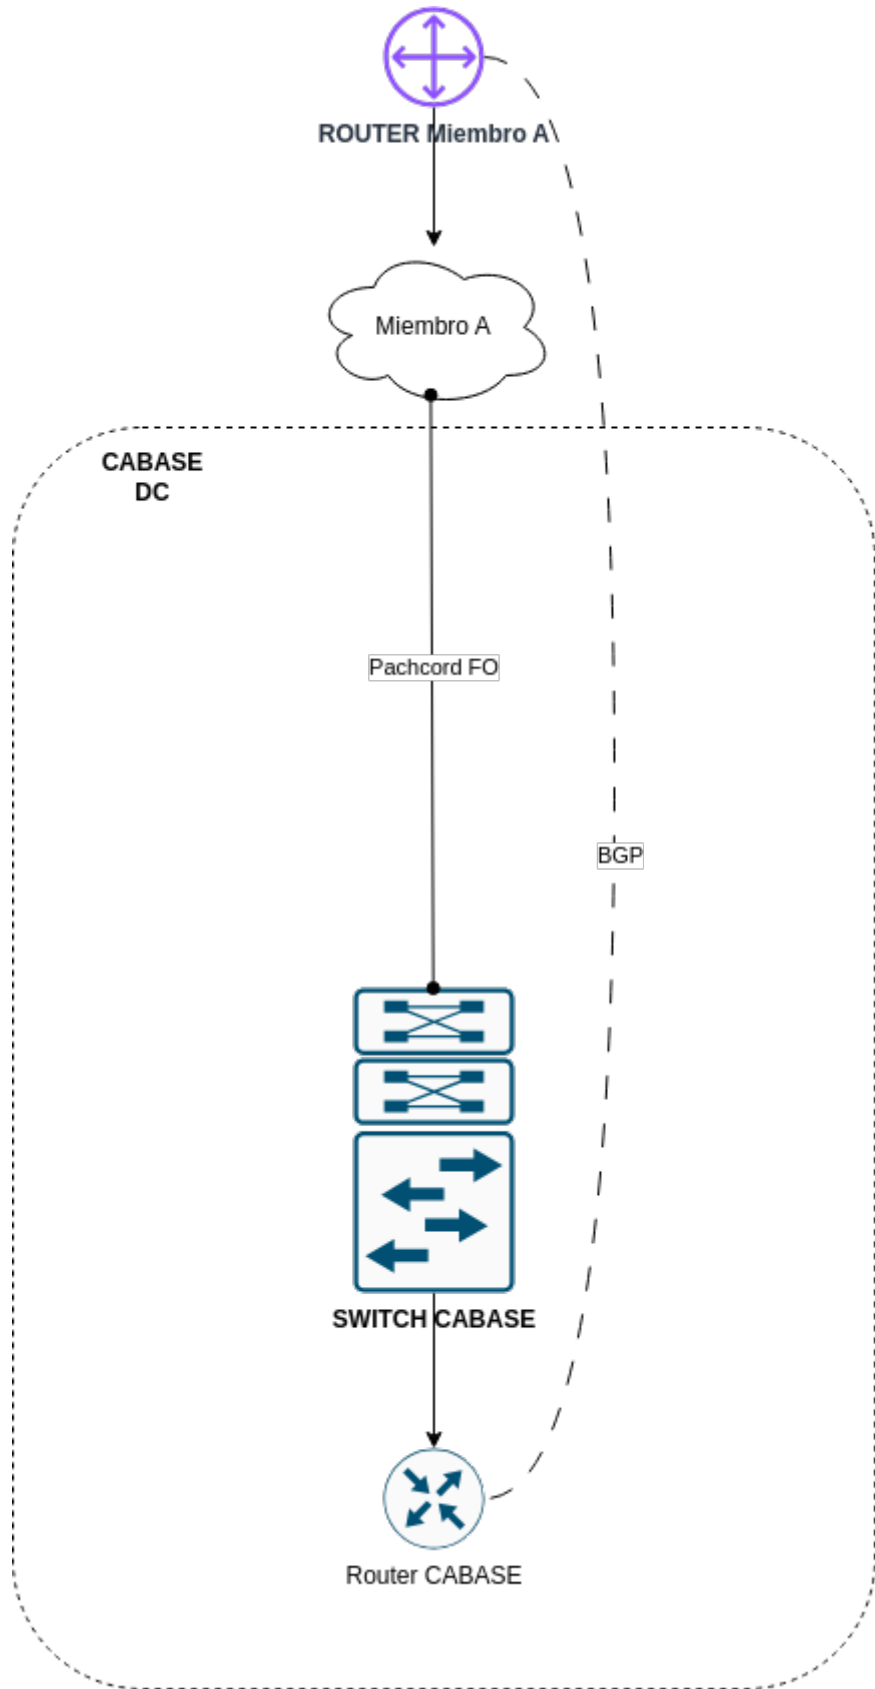 ROUTER Miembro A
Miembro A
CABASE
DC
Pachcord FO
BGP
SWITCH CABASE
Router CABASE